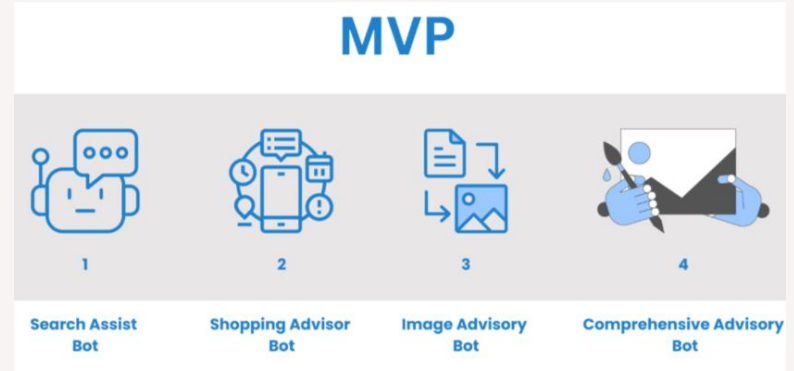 MVP
1
2
3
4
Search Assist
Bot
Shopping Advisor
Bot
Image Advisory
Bot
Comprehensive Advisory
Bot